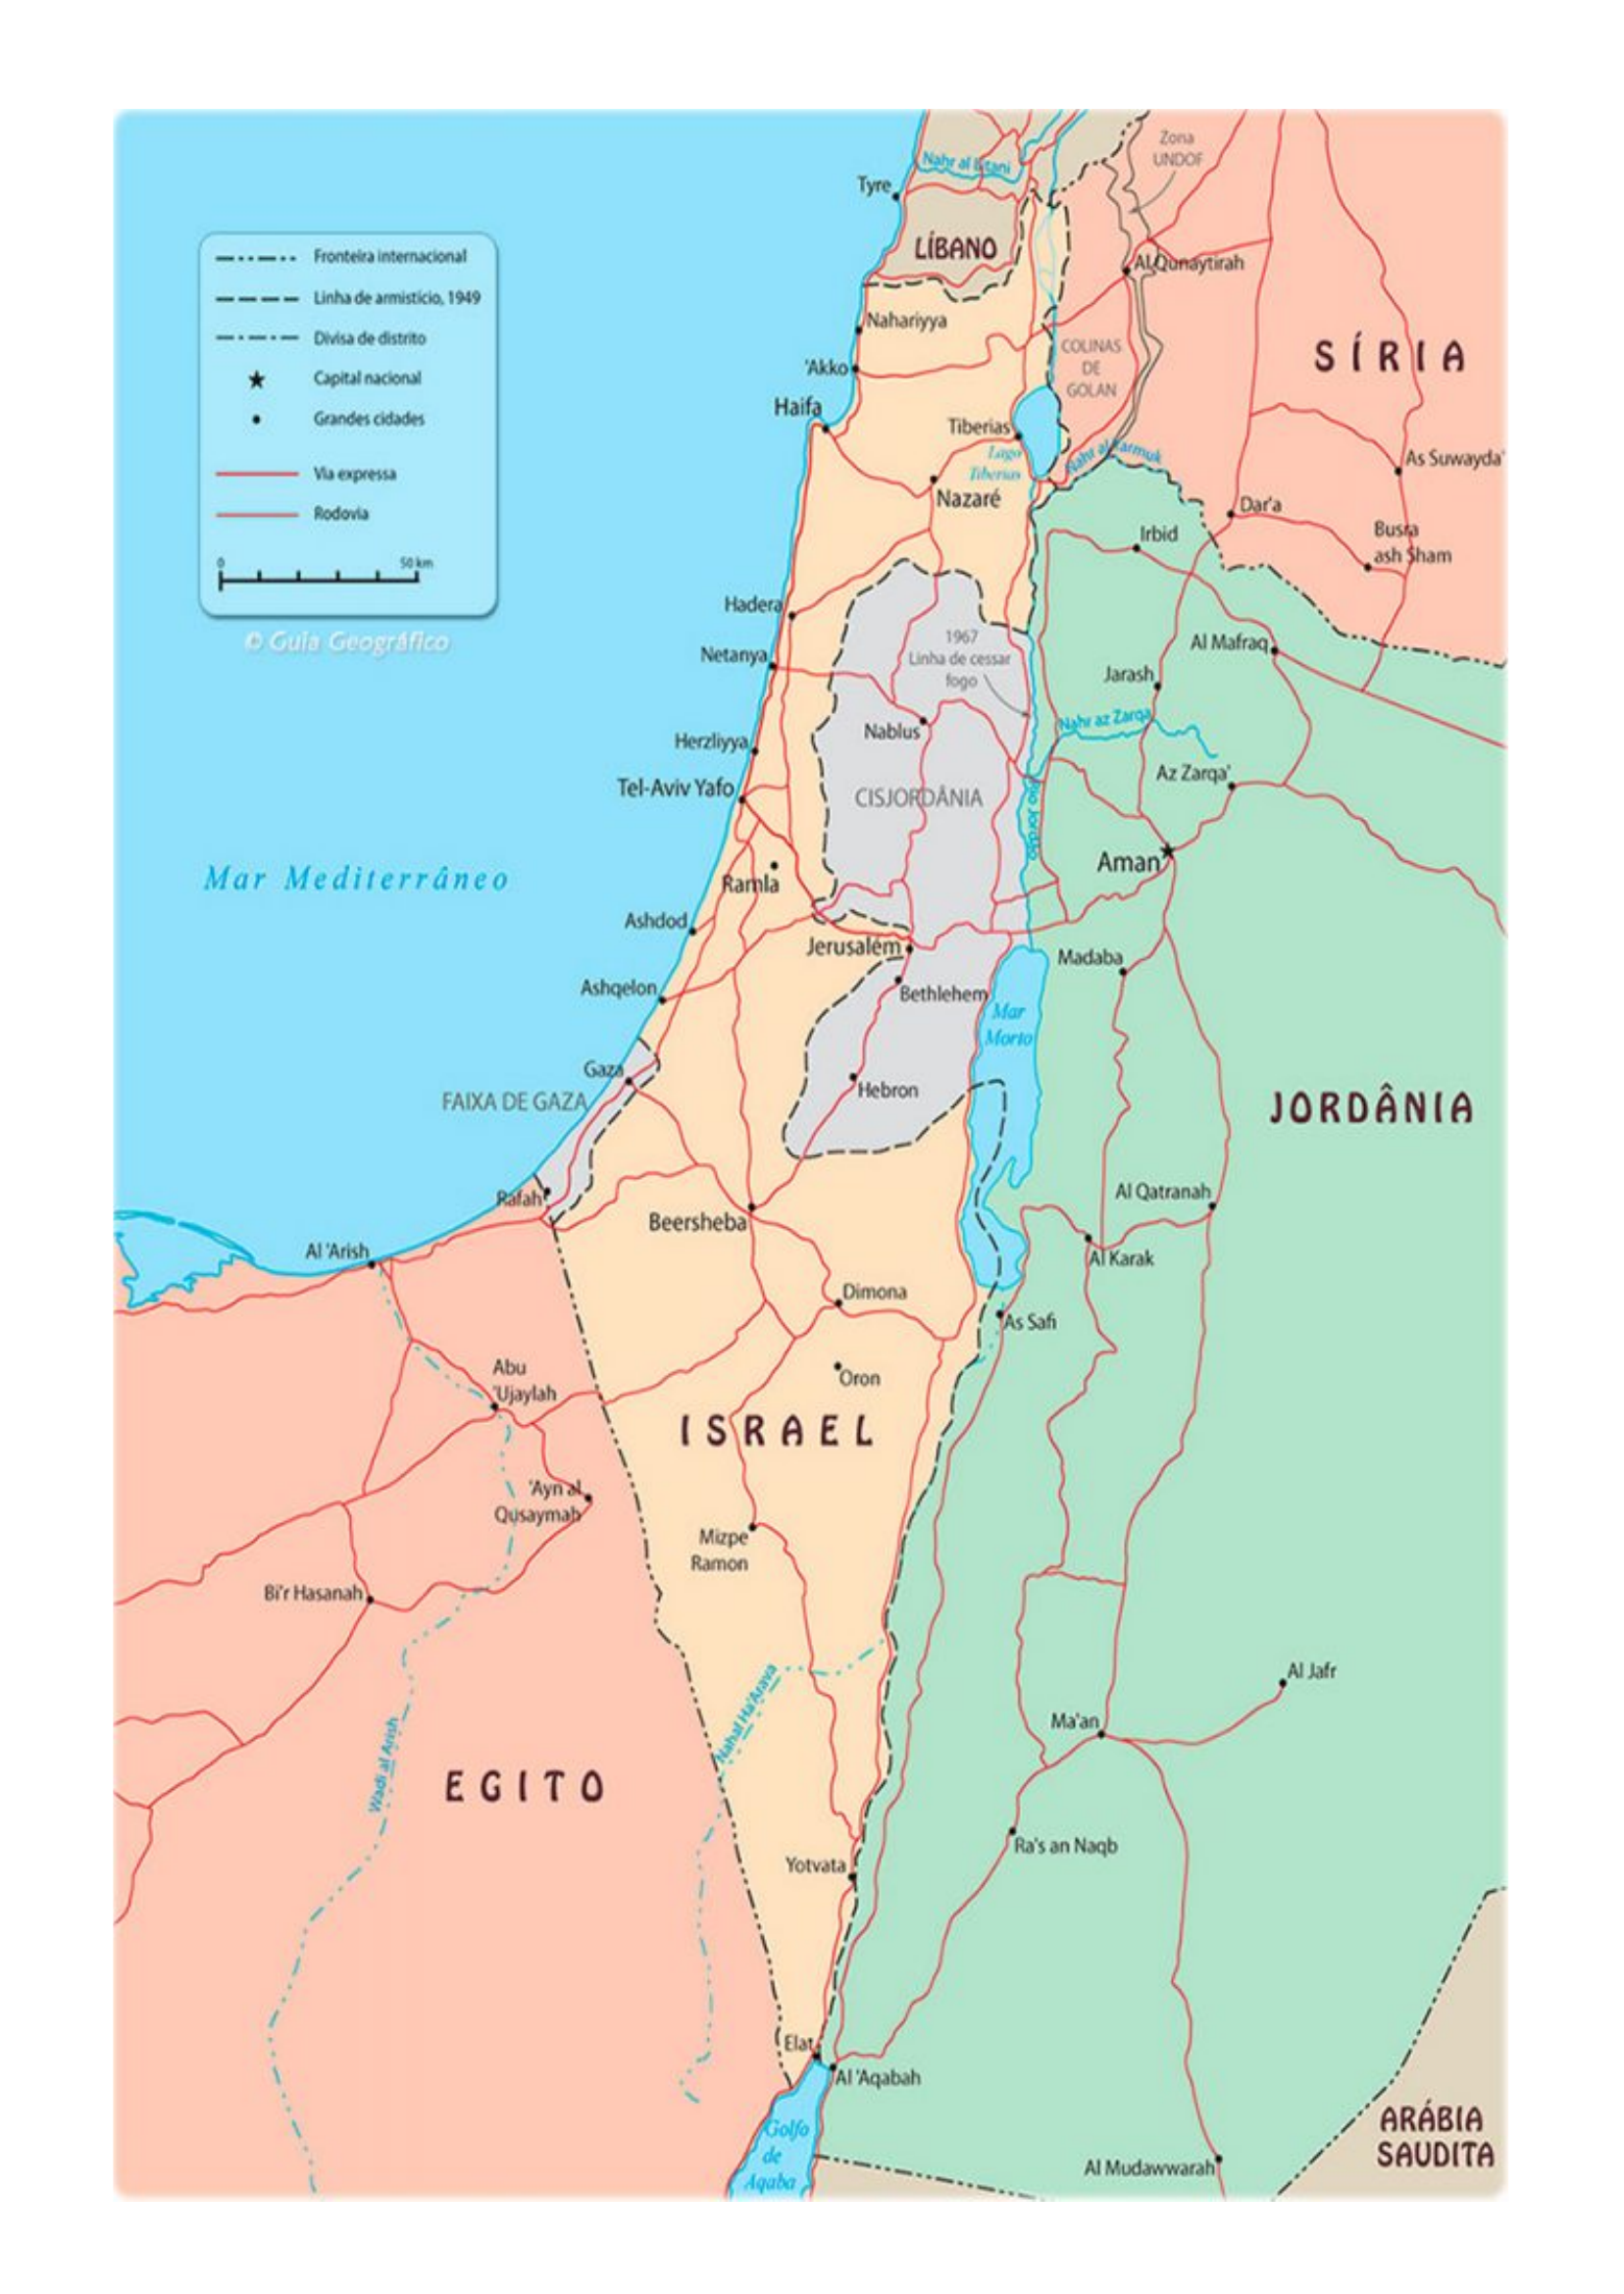 Zona
UNDOF
Nahr al Litani
Tyre
LÍBANO
Al Qunaytirah
Fronteira internacional
Linha de armistício, 1949
Divisa de distrito
Capital nacional
Grandes cidades
Via expressa
Rodovia
0 50 km
© Guia Geográfico
Nahariyya
'Akko
COLINAS
DE
GOLAN
SÍRIA
Haifa
Tiberias
Lago
Tiberias
Nahr al Yarmuk
As Suwayda'
Nazaré
Dar'a
Busra
ash Sham
Irbid
Hadera
Netanya
1967
Linha de cessar
fogo
Al Mafraq
Jarash
Nahr az Zarqa
Nablus
Herzliyya
Tel-Aviv Yafo
CISJORDÂNIA
Rio Jordão
Az Zarqa'
Aman
Mar Mediterrâneo
Ramla
Ashdod
Jerusalém
Madaba
Ashqelon
Bethlehem
Mar
Morto
Gaza
FAIXA DE GAZA
Hebron
JORDÂNIA
Rafah
Beersheba
Al Qatranah
Al 'Arish
Al Karak
Dimona
As Safi
Abu
'Ujaylah
Oron
ISRAEL
'Ayn al
Qusaymah
Mizpe
Ramon
Bi'r Hasanah
Nahal Ha'Arava
Wadi al Arish
Al Jafr
Ma'an
EGITO
Ra's an Naqb
Yotvata
Elat
Al 'Aqabah
Golfo
de
Aqaba
Al Mudawwarah
ARÁBIA
SAUDITA